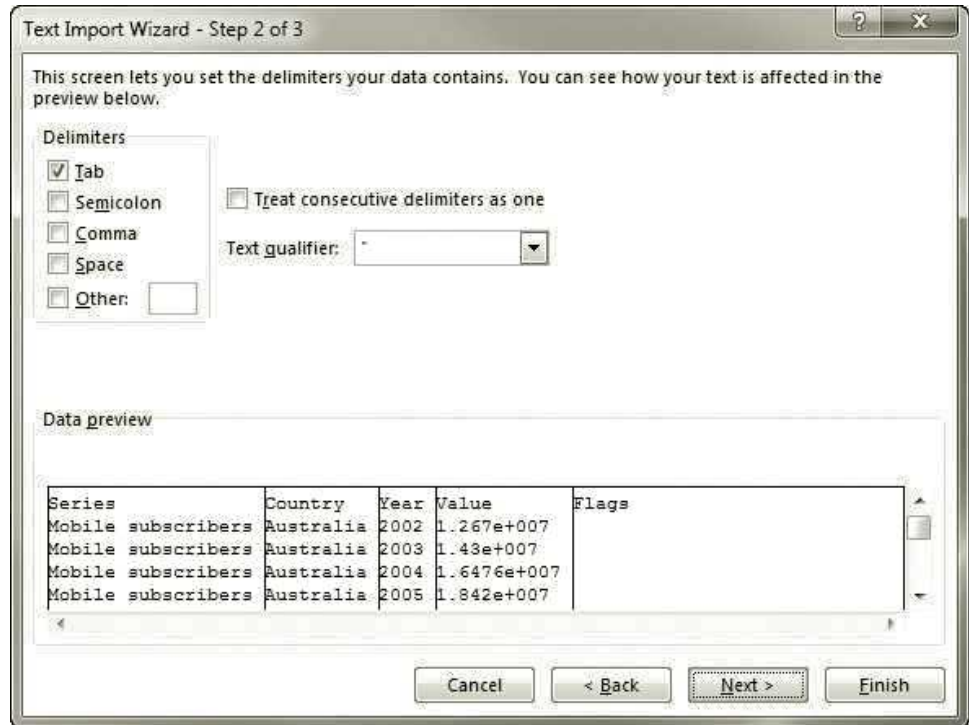 Text Import Wizard - Step 2 of 3
This screen lets you set the delimiters your data contains.  You can see how your text is affected in the
preview below.
Delimiters
Tab
Semicolon
Comma
Space
Other:
Treat consecutive delimiters as one
Text qualifier: "
Data preview
Series Country Year Value Flags
Mobile subscribers Australia 2002 1.267e+007
Mobile subscribers Australia 2003 1.43e+007
Mobile subscribers Australia 2004 1.6476e+007
Mobile subscribers Australia 2005 1.842e+007
Cancel < Back Next > Finish